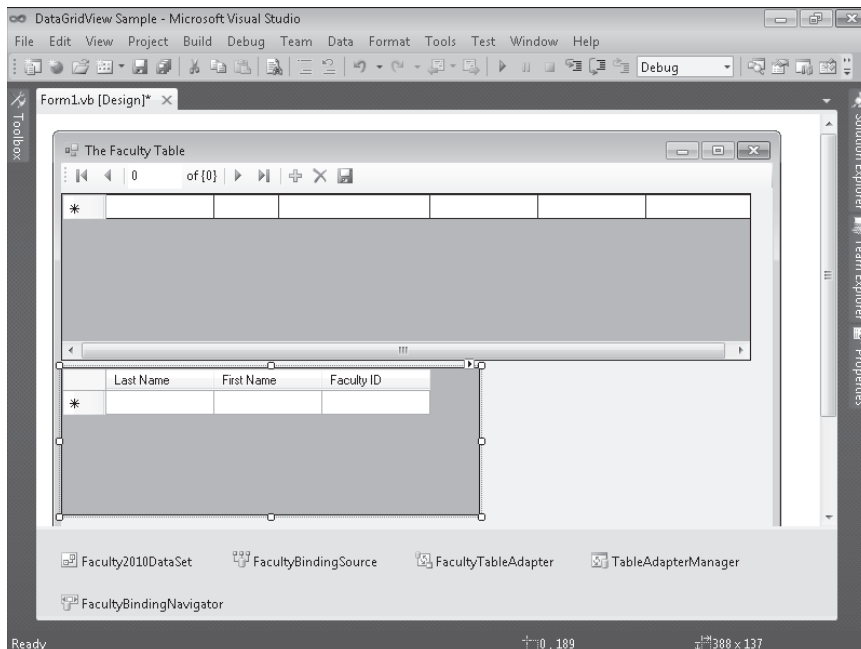 DataGridView Sample - Microsoft Visual Studio
File Edit View Project Build Debug Team Data Format Tools Test Window Help
Debug
Form1.vb [Design]*
Toolbox
Solution Explorer
Team Explorer
Properties
The Faculty Table
0 of {0}
Last Name First Name Faculty ID
Faculty2010DataSet FacultyBindingSource FacultyTableAdapter TableAdapterManager
FacultyBindingNavigator
Ready 0 , 189 388 x 137